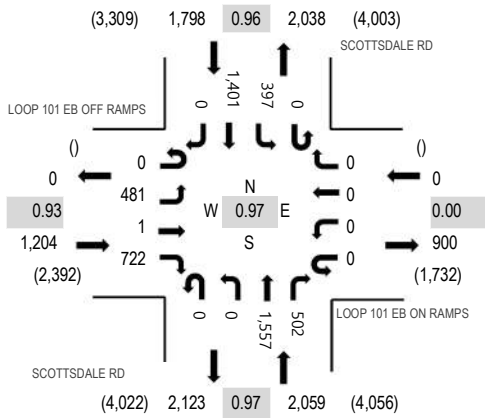 (3,309) 1,798 0.96 2,038 (4,003)
SCOTTSDALE RD
LOOP 101 EB OFF RAMPS
0 1,401 397 0
() ()
0 0 0 0
481 0
0.93 W N 0.97 E S 0.00
1 0
1,204 900
722 0
(2,392) (1,732)
0 0 1,557 502
LOOP 101 EB ON RAMPS
SCOTTSDALE RD
(4,022) 2,123 0.97 2,059 (4,056)